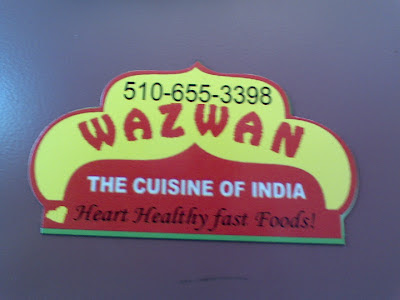 510-655-3398
WAZWAN
THE CUISINE OF INDIA
Heart Healthy fast Foods!